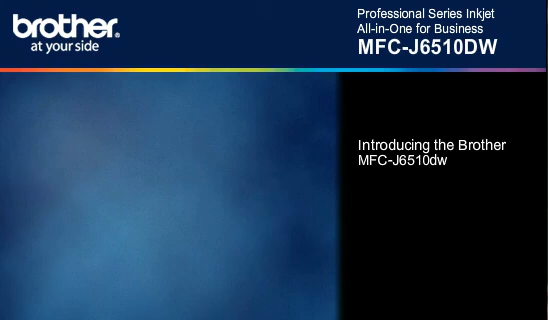 brother®
at your side
Professional Series Inkjet
All-in-One for Business
MFC-J6510DW
Introducing the Brother
MFC-J6510dw